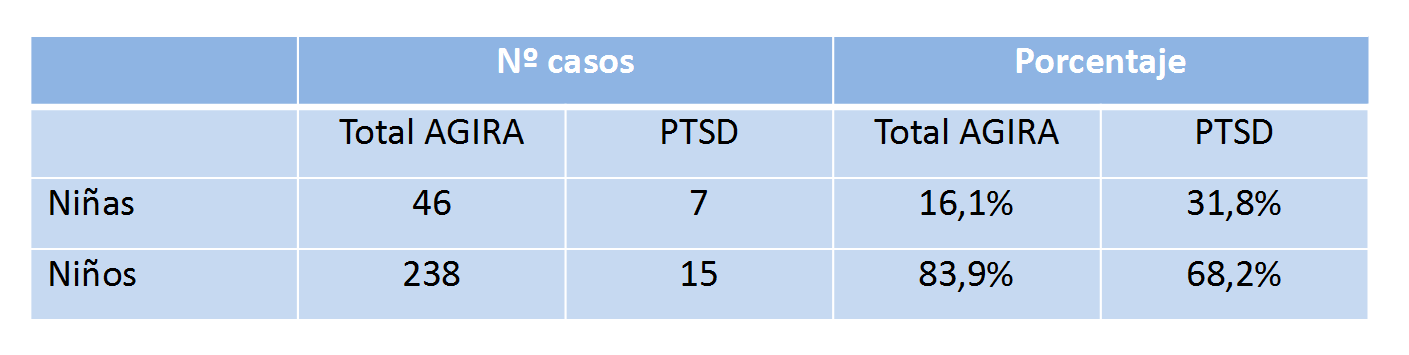 Nº casos Porcentaje
Total AGIRA PTSD Total AGIRA PTSD
Niñas 46 7 16,1% 31,8%
Niños 238 15 83,9% 68,2%